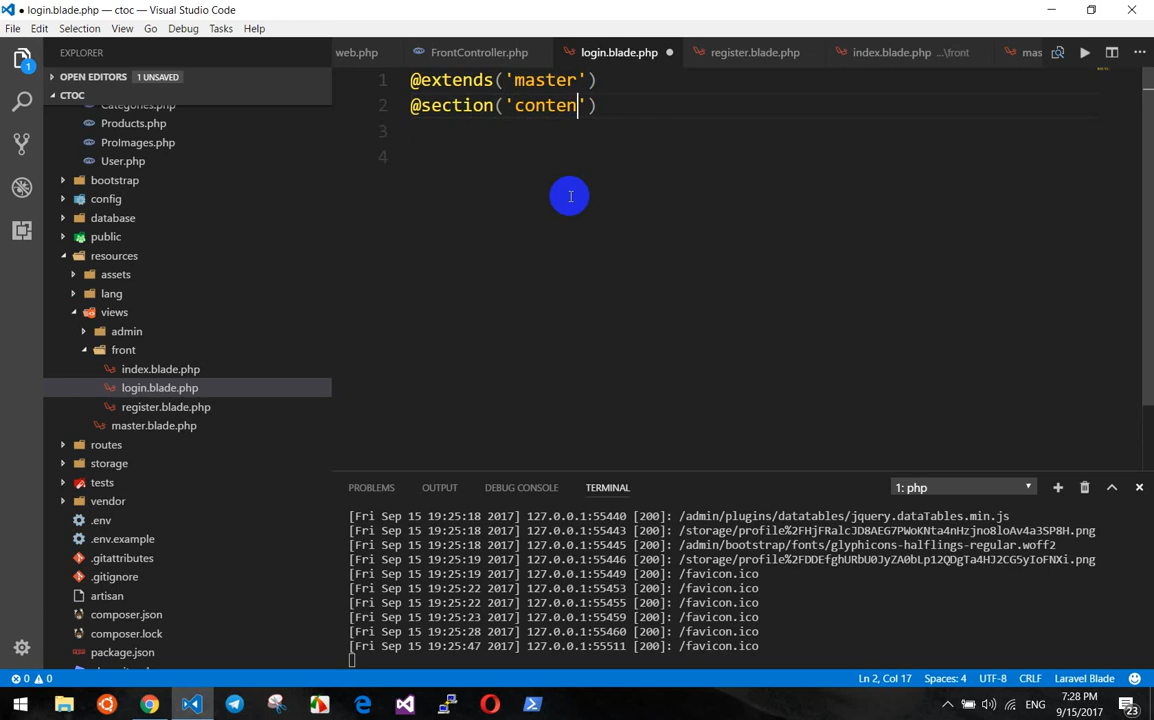 login.blade.php - ctoc - Visual Studio Code
File Edit Selection View Go Debug Tasks Help
EXPLORER
web.php FrontController.php login.blade.php register.blade.php index.blade.php ...\front mas
OPEN EDITORS 1 UNSAVED
CTOC
Categories.php
Products.php
ProImages.php
User.php
bootstrap
config
database
public
resources
assets
lang
views
admin
front
index.blade.php
login.blade.php
register.blade.php
master.blade.php
routes
storage
tests
vendor
.env
.env.example
.gitattributes
.gitignore
artisan
composer.json
composer.lock
package.json
1 @extends('master')
2 @section('conten')
3
4
PROBLEMS OUTPUT DEBUG CONSOLE TERMINAL 1: php
[Fri Sep 15 19:25:18 2017] 127.0.0.1:55440 [200]: /admin/plugins/datatables/jquery.dataTables.min.js
[Fri Sep 15 19:25:18 2017] 127.0.0.1:55443 [200]: /storage/profile%2FHjFRalcJD8AEG7PWoKNta4nHzjno8loAv4a3SP8H.png
[Fri Sep 15 19:25:18 2017] 127.0.0.1:55445 [200]: /admin/bootstrap/fonts/glyphicons-halflings-regular.woff2
[Fri Sep 15 19:25:18 2017] 127.0.0.1:55446 [200]: /storage/profile%2FDDEfghURbU0JyZA0bLp12QDgTa4HJ2CG5yIoFNXi.png
[Fri Sep 15 19:25:19 2017] 127.0.0.1:55449 [200]: /favicon.ico
[Fri Sep 15 19:25:22 2017] 127.0.0.1:55453 [200]: /favicon.ico
[Fri Sep 15 19:25:22 2017] 127.0.0.1:55455 [200]: /favicon.ico
[Fri Sep 15 19:25:23 2017] 127.0.0.1:55459 [200]: /favicon.ico
[Fri Sep 15 19:25:28 2017] 127.0.0.1:55460 [200]: /favicon.ico
[Fri Sep 15 19:25:47 2017] 127.0.0.1:55511 [200]: /favicon.ico
0 0 Ln 2, Col 17 Spaces: 4 UTF-8 CRLF Laravel Blade
ENG 7:28 PM
9/15/2017 23